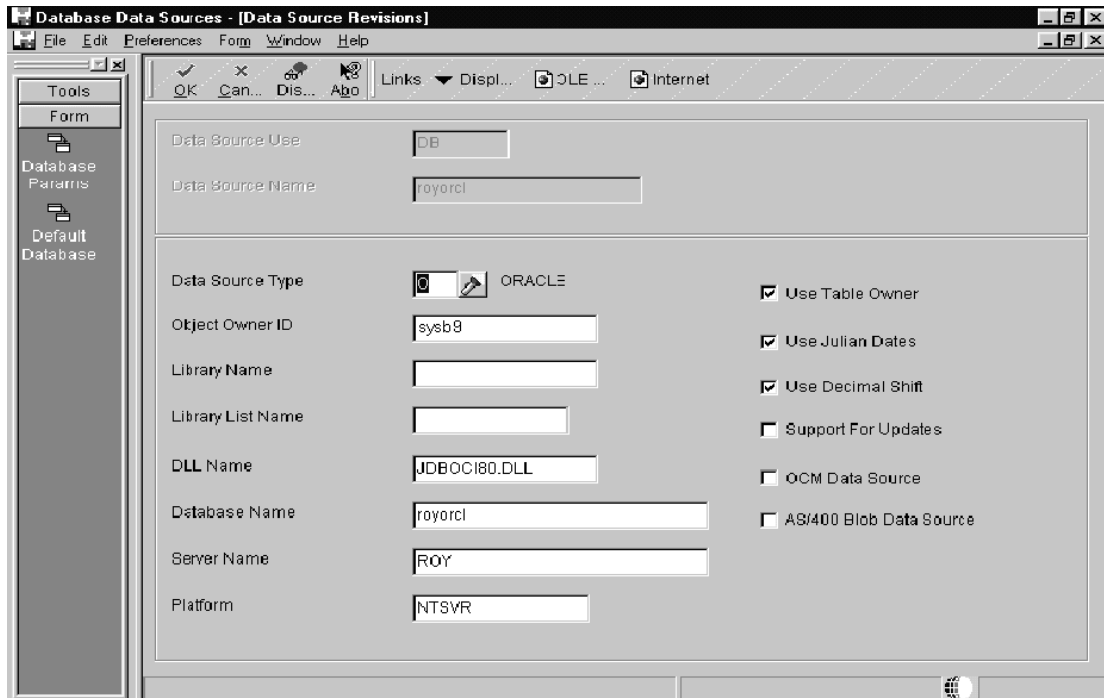 Database Data Sources - [Data Source Revisions]
File Edit Preferences Form Window Help
Tools
Form
Database
Params
Default
Database
OK Can... Dis... Abo Links Displ... OLE ... Internet
Data Source Use DB
Data Source Name royorcl
Data Source Type O ORACLE
Object Owner ID sysb9
Library Name
Library List Name
DLL Name JDBOCI80.DLL
Database Name royorcl
Server Name ROY
Platform NTSVR
Use Table Owner
Use Julian Dates
Use Decimal Shift
Support For Updates
OCM Data Source
AS/400 Blob Data Source